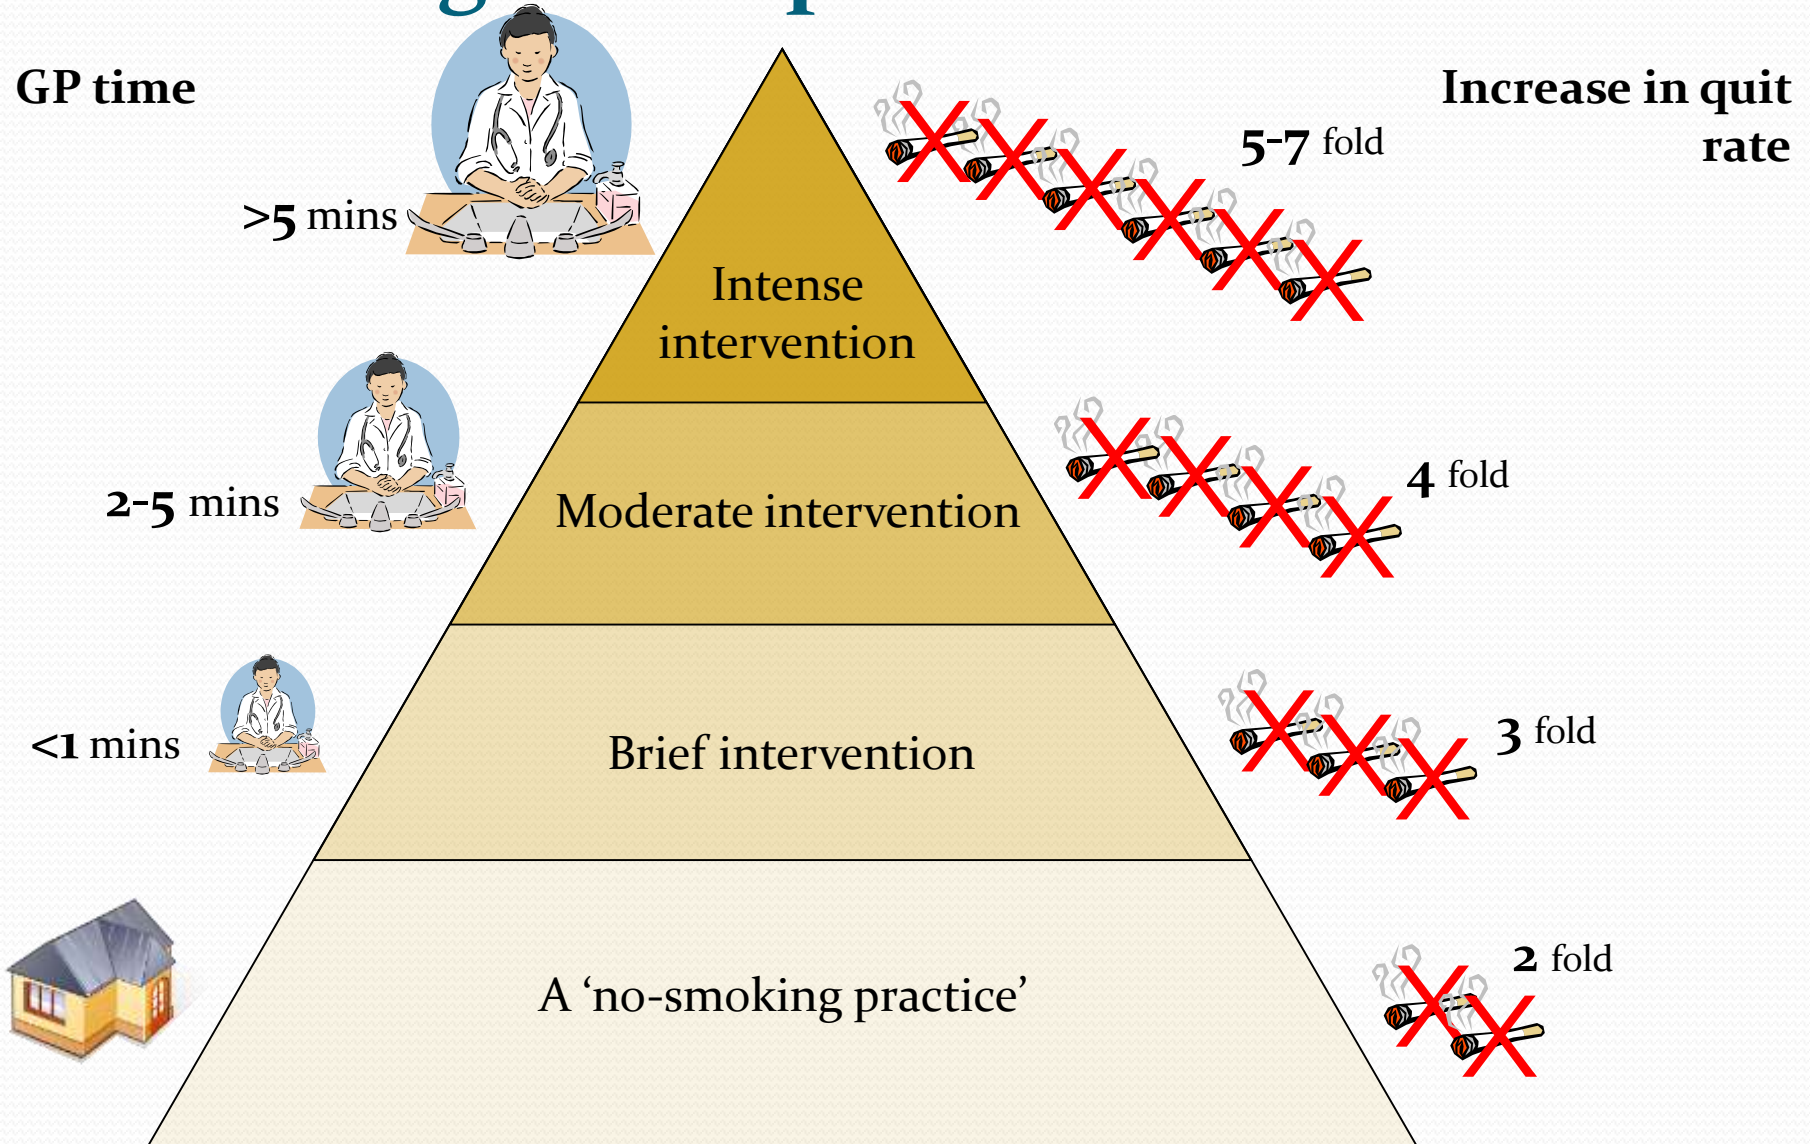 GP time
Increase in quit
rate
5-7 fold
>5 mins
Intense
intervention
2-5 mins
Moderate intervention
4 fold
<1 mins
Brief intervention
3 fold
A ‘no-smoking practice’
2 fold